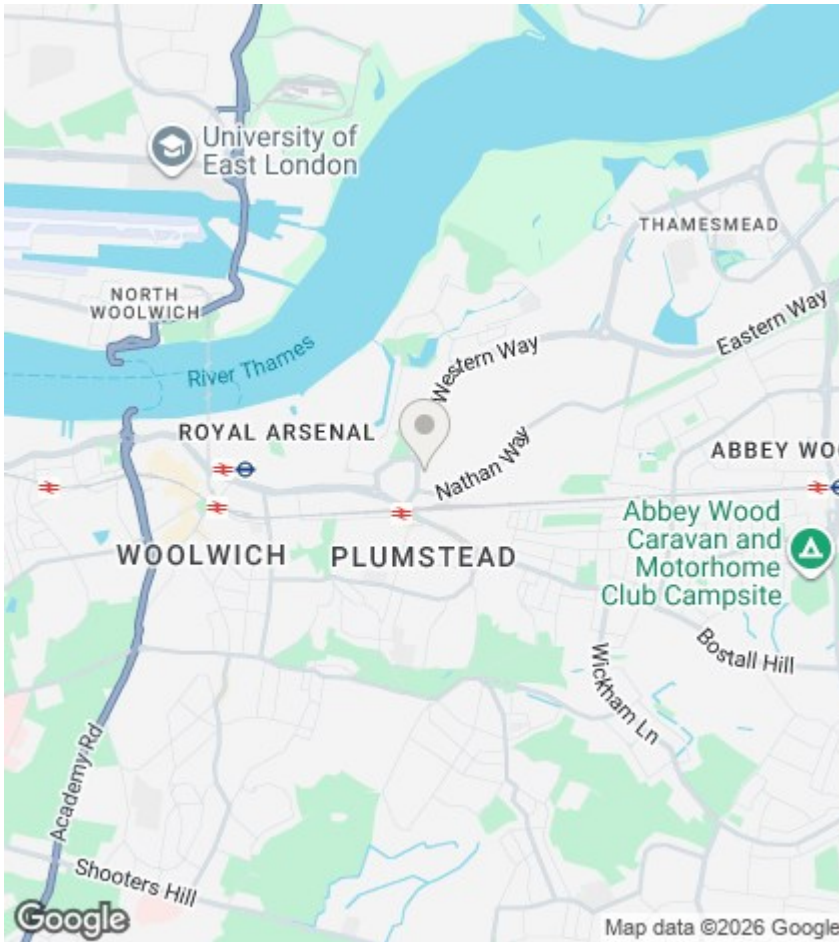 University of
East London
THAMESMEAD
NORTH
WOOLWICH
Eastern Way
River Thames
Western Way
ROYAL ARSENAL
Nathan Way
ABBEY WOO
Abbey Wood
Caravan and
Motorhome
Club Campsite
WOOLWICH
PLUMSTEAD
Bostall Hill
Wickham Ln
Academy Rd
Shooters Hill
Google
Map data ©2026 Google